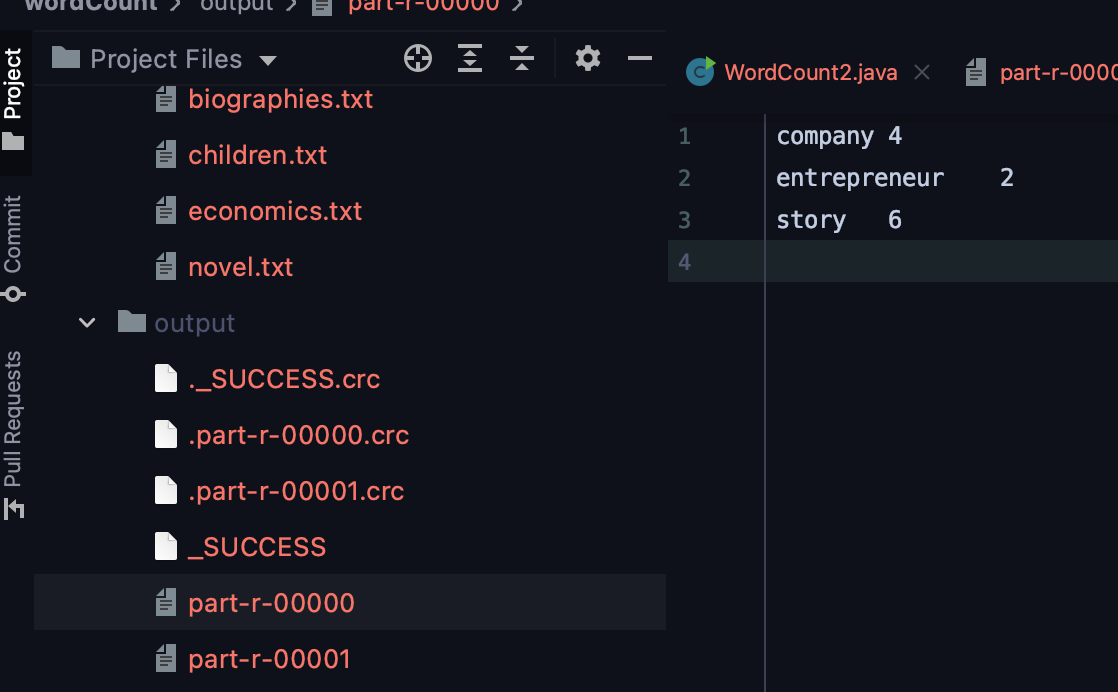 wordCount > output > part-r-00000 >
Project Files
WordCount2.java
part-r-0000
Project
Commit
Pull Requests
biographies.txt
children.txt
economics.txt
novel.txt
output
._SUCCESS.crc
.part-r-00000.crc
.part-r-00001.crc
_SUCCESS
part-r-00000
part-r-00001
1 company 4
2 entrepreneur 2
3 story 6
4